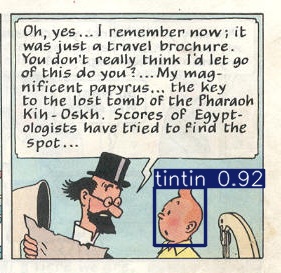 Oh, yes... I remember now; it
was just a travel brochure.
You don't really think I'd let go
of this do you?... My mag-
nificent papyrus... the key
to the lost tomb of the Pharaoh
Kih-Oskh. Scores of Egypt-
ologists have tried to find the
spot...
tintin 0.92